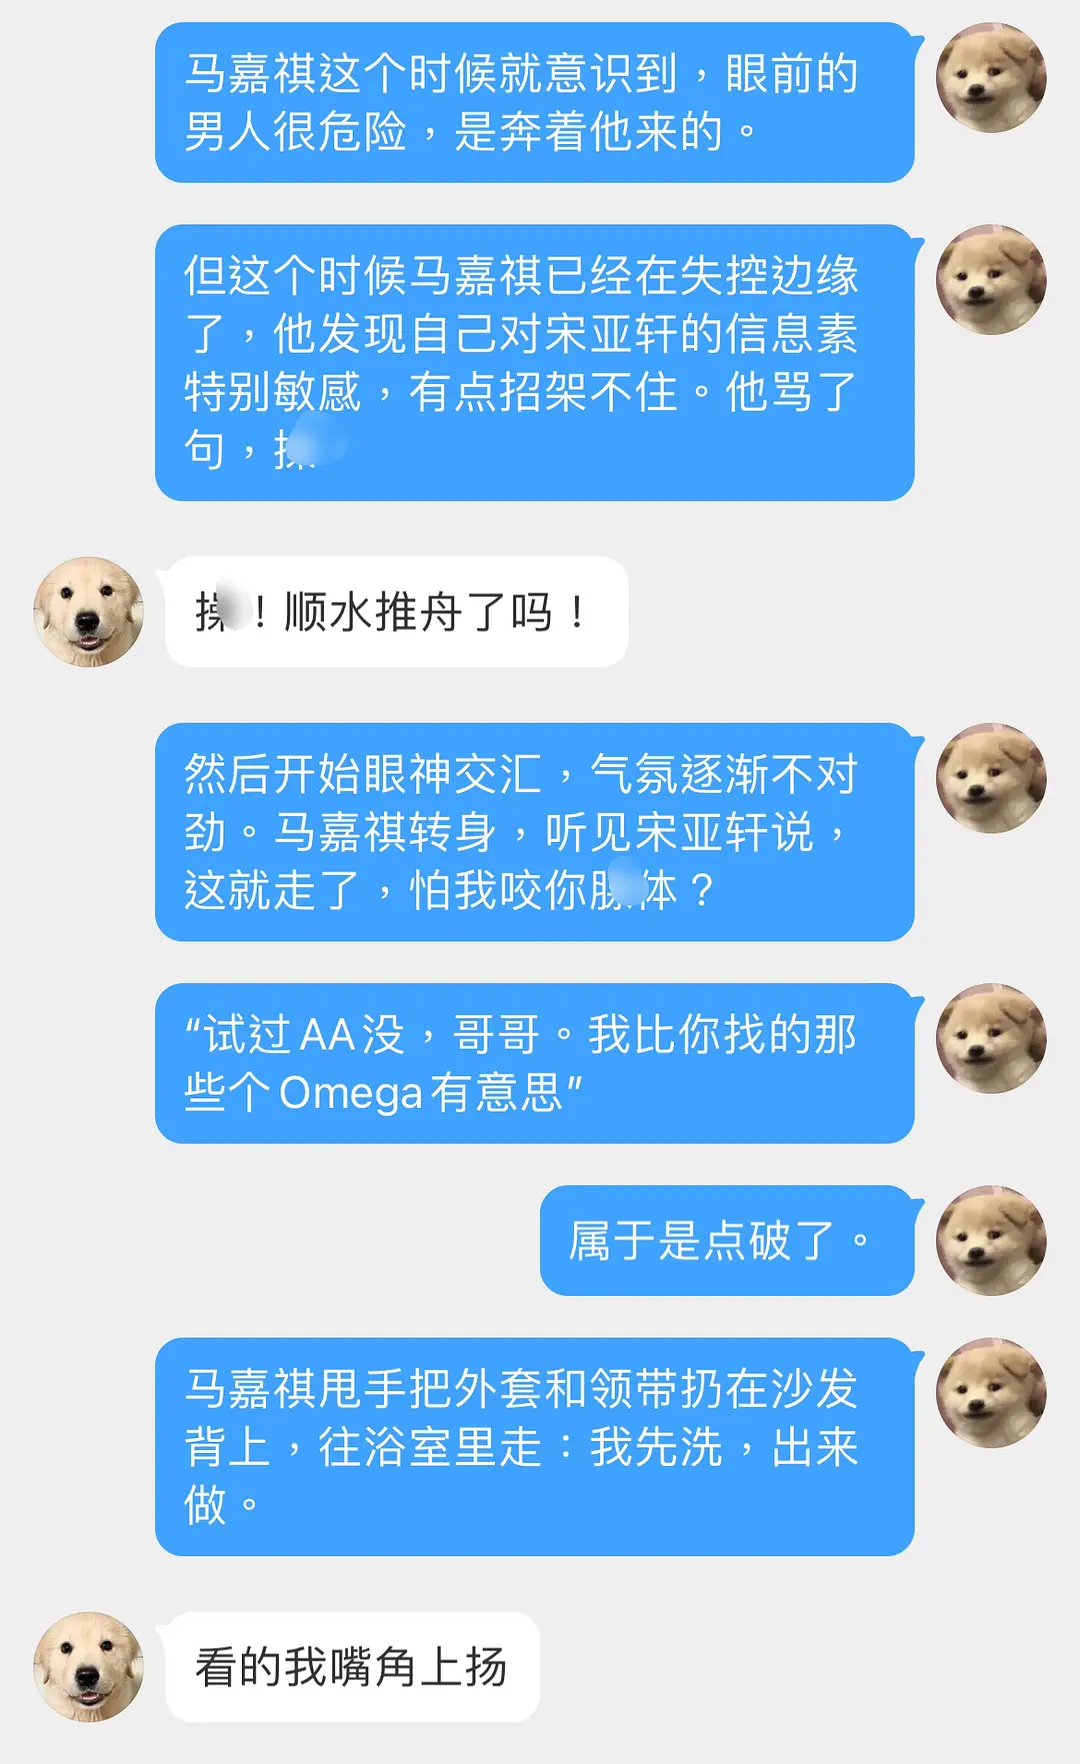 马嘉祺这个时候就意识到，眼前的
男人很危险，是奔着他来的。
但这个时候马嘉祺已经在失控边缘
了，他发现自己对宋亚轩的信息素
特别敏感，有点招架不住。他骂了
句，
！顺水推舟了吗！
然后开始眼神交汇，气氛逐渐不对
劲。马嘉祺转身，听见宋亚轩说，
这就走了，怕我咬你腺体？
“试过AA没，哥哥。我比你找的那
些个Omega有意思”
属于是点破了。
马嘉祺甩手把外套和领带扔在沙发
背上，往浴室里走：我先洗，出来
做。
看的我嘴角上扬